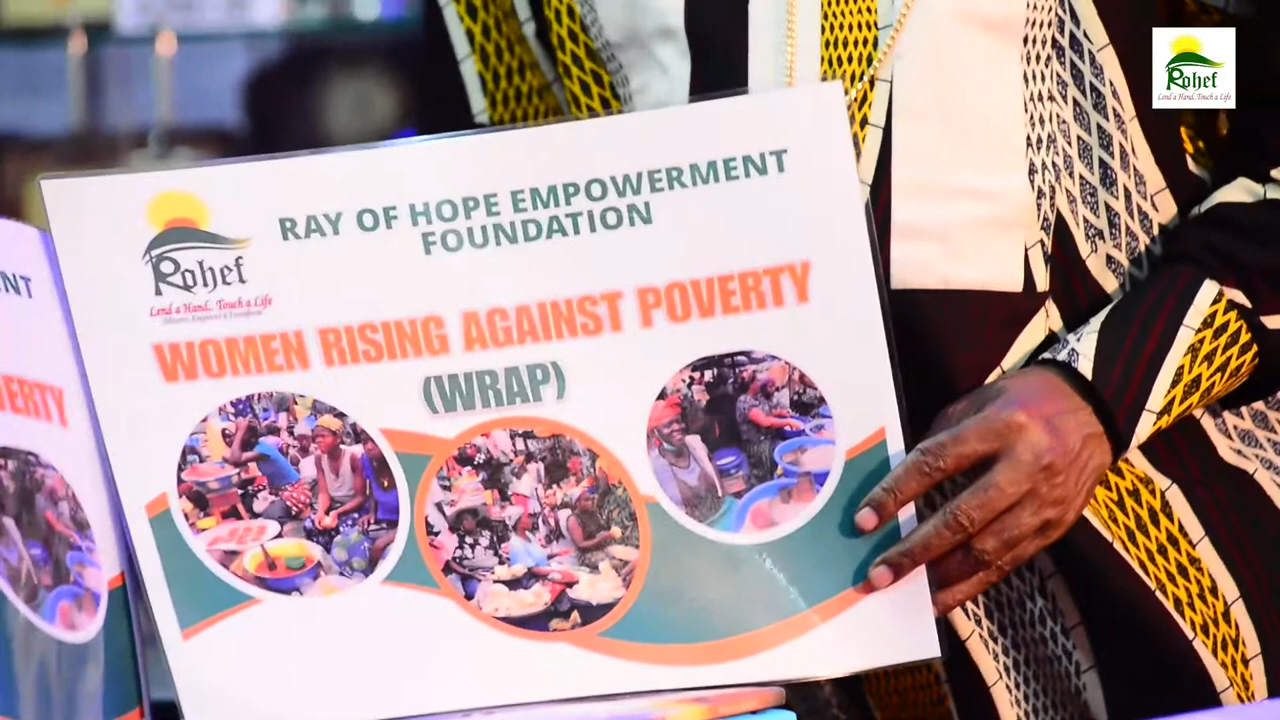 Rohef
Lend a Hand..Touch a Life
RAY OF HOPE EMPOWERMENT
FOUNDATION
Rohef
Lend a Hand.. Touch a Life
WOMEN RISING AGAINST POVERTY
(WRAP)
NT
ERTY